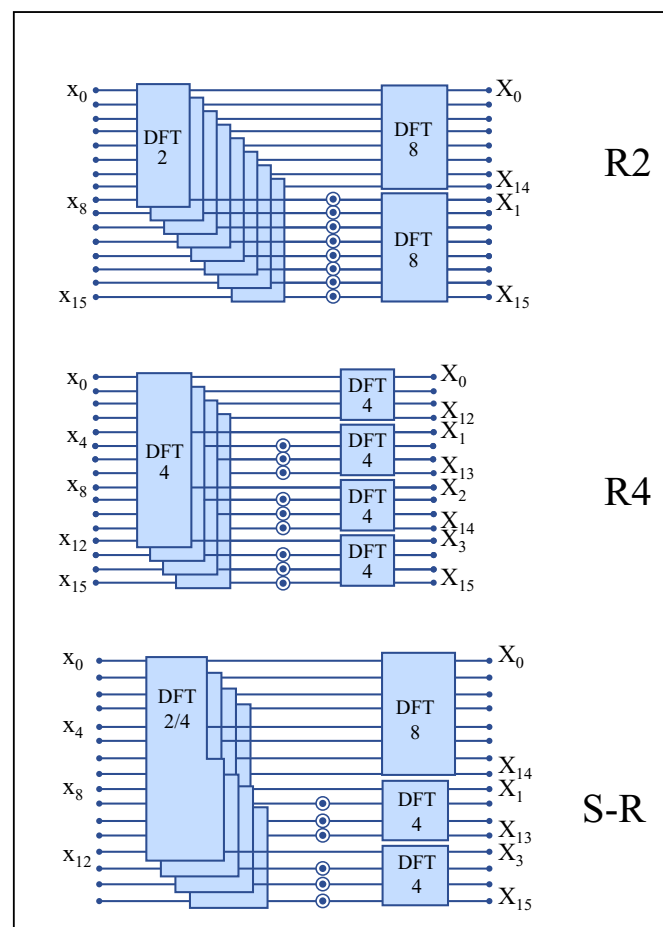 x₀ X₀
DFT
2
DFT
8
R2
X₁₄
x₈ X₁
DFT
8
x₁₅ X₁₅
x₀ X₀
DFT
4
X₁₂
x₄ X₁
DFT
4
DFT
4
X₁₃
x₈ X₂
R4
DFT
4
X₁₄
x₁₂ X₃
DFT
4
x₁₅ X₁₅
x₀ X₀
DFT
2/4
DFT
8
x₄
X₁₄
x₈ X₁
S-R
DFT
4
X₁₃
x₁₂ X₃
DFT
4
X₁₅